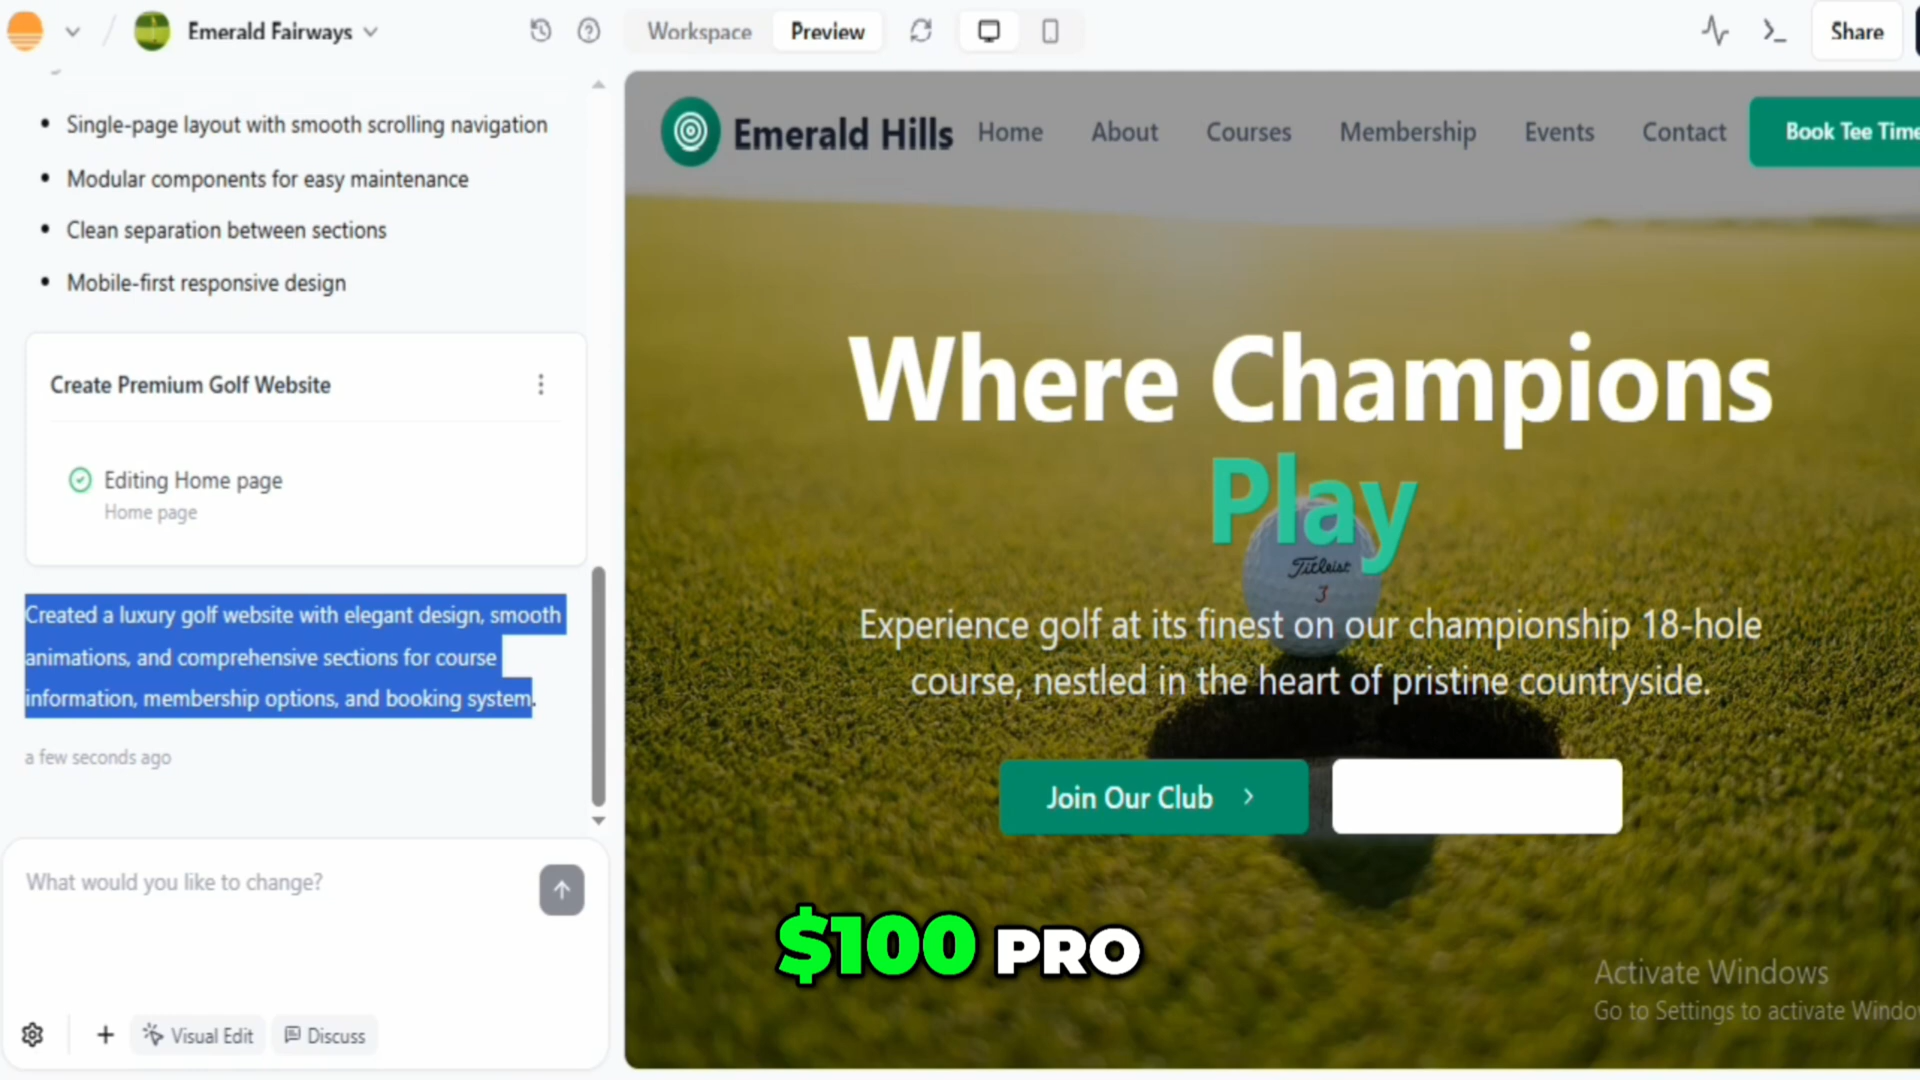 Emerald Fairways
Workspace
Preview
Share
Single-page layout with smooth scrolling navigation
Modular components for easy maintenance
Clean separation between sections
Mobile-first responsive design
Create Premium Golf Website
Editing Home page
Home page
Created a luxury golf website with elegant design, smooth
animations, and comprehensive sections for course
information, membership options, and booking system.
a few seconds ago
What would you like to change?
Visual Edit
Discuss
Emerald Hills
Home
About
Courses
Membership
Events
Contact
Book Tee Time
Where Champions
Play
Titleist
3
Experience golf at its finest on our championship 18-hole
course, nestled in the heart of pristine countryside.
Join Our Club
$100 PRO
Activate Windows
Go to Settings to activate Windo